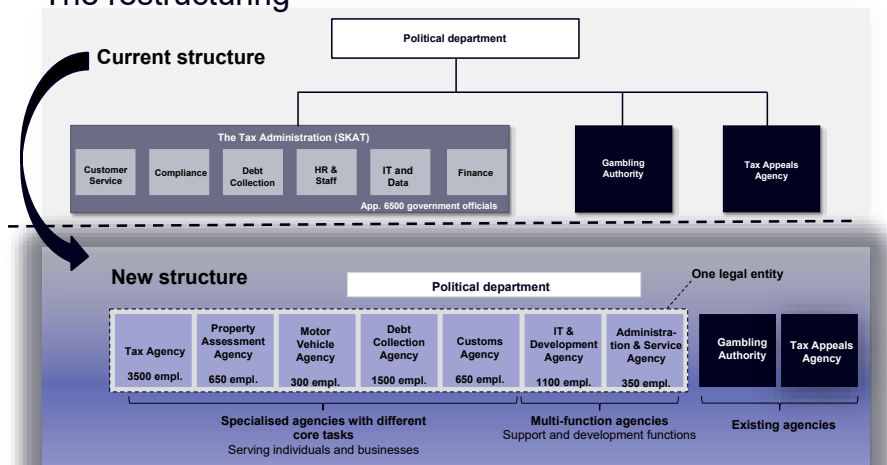 The restructuring
Political department
Current structure
The Tax Administration (SKAT)
Customer
Service
Compliance
Debt
Collection
HR &
Staff
IT and
Data
Finance
App. 6500 government officials
Gambling
Authority
Tax Appeals
Agency
New structure
Political department
One legal entity
Tax Agency
3500 empl.
Property
Assessment
Agency
650 empl.
Motor
Vehicle
Agency
300 empl.
Debt
Collection
Agency
1500 empl.
Customs
Agency
650 empl.
IT &
Development
Agency
1100 empl.
Administra-
tion & Service
Agency
350 empl.
Gambling
Authority
Tax Appeals
Agency
Specialised agencies with different
core tasks
Serving individuals and businesses
Multi-function agencies
Support and development functions
Existing agencies